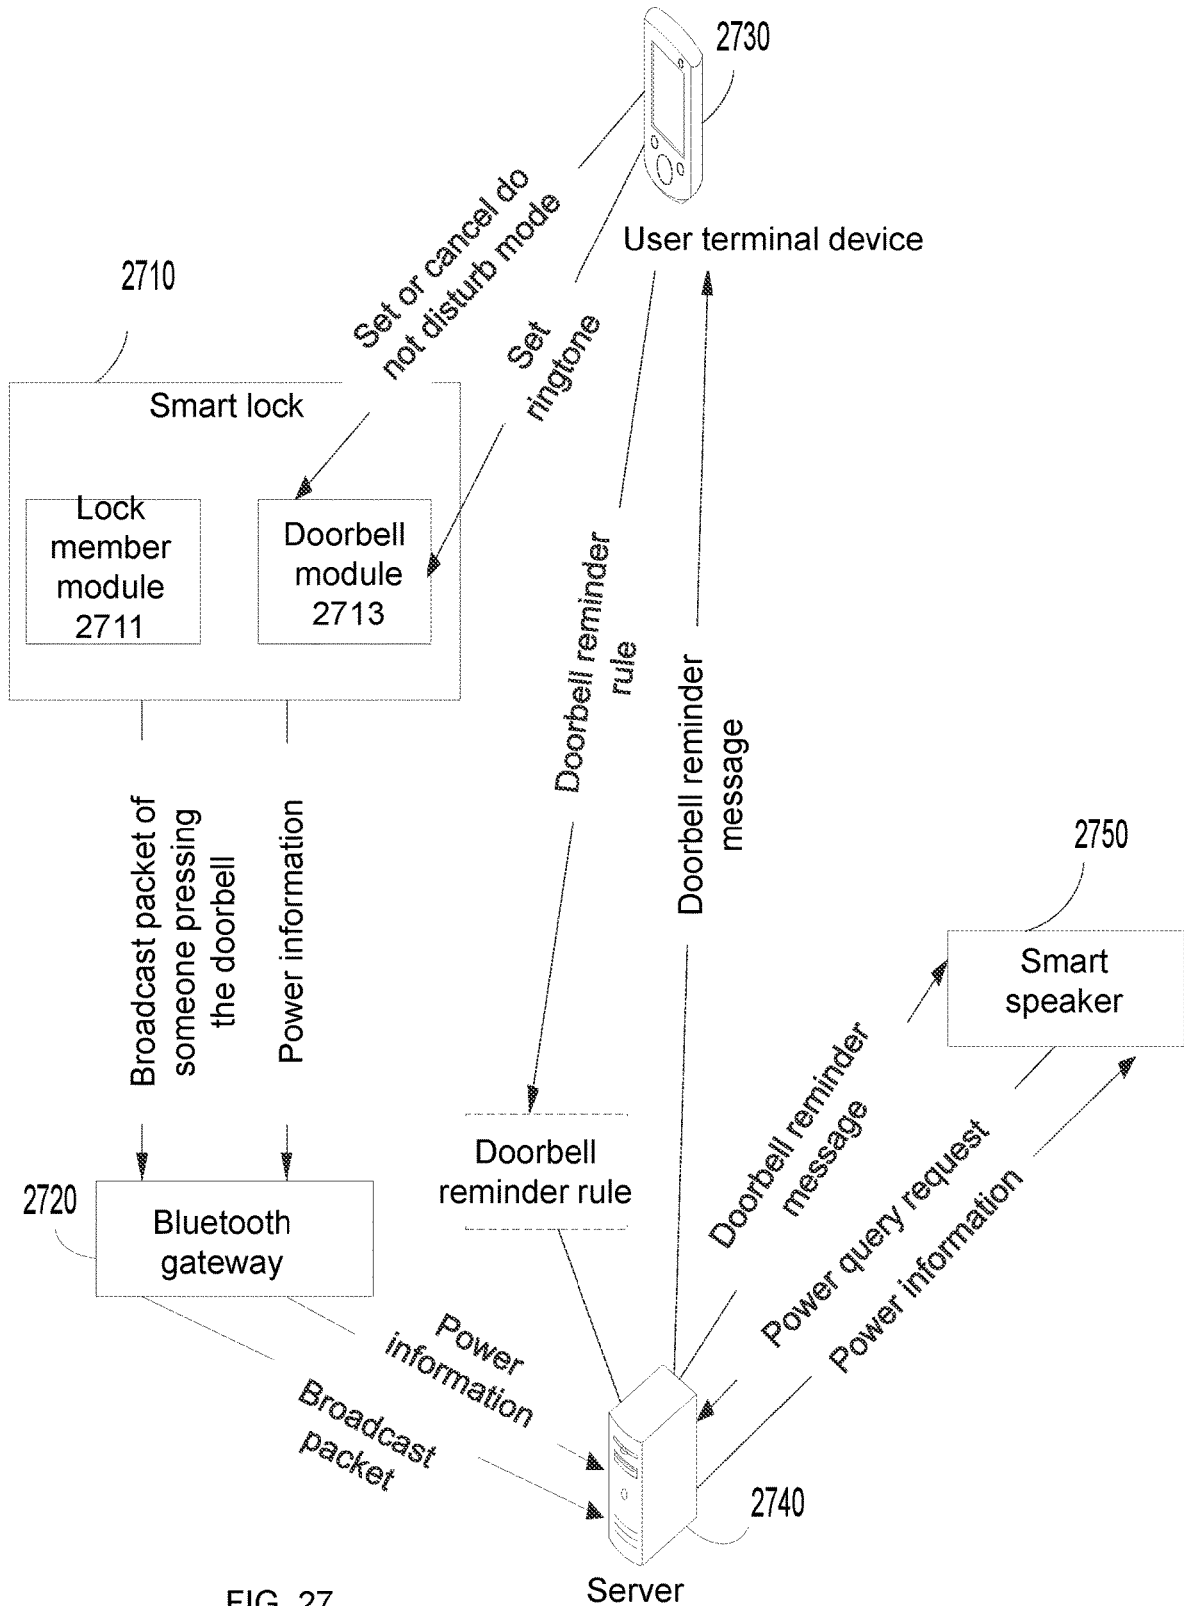 2730
User terminal device
Set or cancel do
not disturb mode
Set
ringtone
2710
Smart lock
Lock
member
module
2711
Doorbell
module
2713
Doorbell reminder
rule
Doorbell reminder
message
Broadcast packet of
someone pressing
the doorbell
Power information
2750
Smart
speaker
Doorbell reminder
message
Power query request
Power information
Doorbell
reminder rule
2720
Bluetooth
gateway
Power
information
Broadcast
packet
2740
Server
FIG. 27